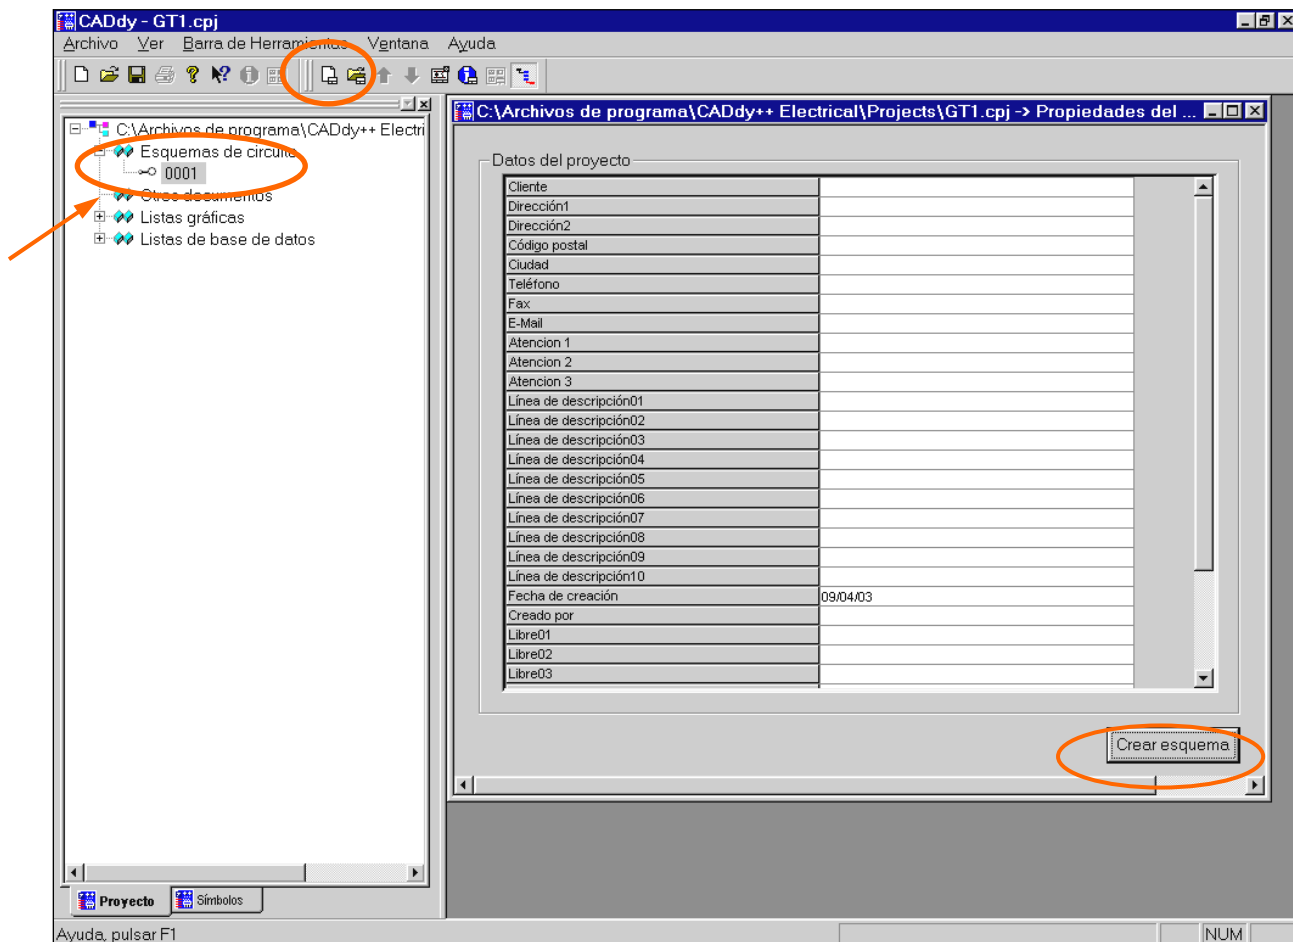 CADdy - GT1.cpj
Archivo Ver Barra de Herramientas Ventana Ayuda
C:\Archivos de programa\CADdy++ Electri
Esquemas de circuito
0001
Otros documentos
Listas gráficas
Listas de base de datos
Proyecto Símbolos
C:\Archivos de programa\CADdy++ Electrical\Projects\GT1.cpj -> Propiedades del ...
Datos del proyecto
Cliente
Dirección1
Dirección2
Código postal
Ciudad
Teléfono
Fax
E-Mail
Atencion 1
Atencion 2
Atencion 3
Línea de descripción01
Línea de descripción02
Línea de descripción03
Línea de descripción04
Línea de descripción05
Línea de descripción06
Línea de descripción07
Línea de descripción08
Línea de descripción09
Línea de descripción10
Fecha de creación 09/04/03
Creado por
Libre01
Libre02
Libre03
Crear esquema
Ayuda, pulsar F1 NUM